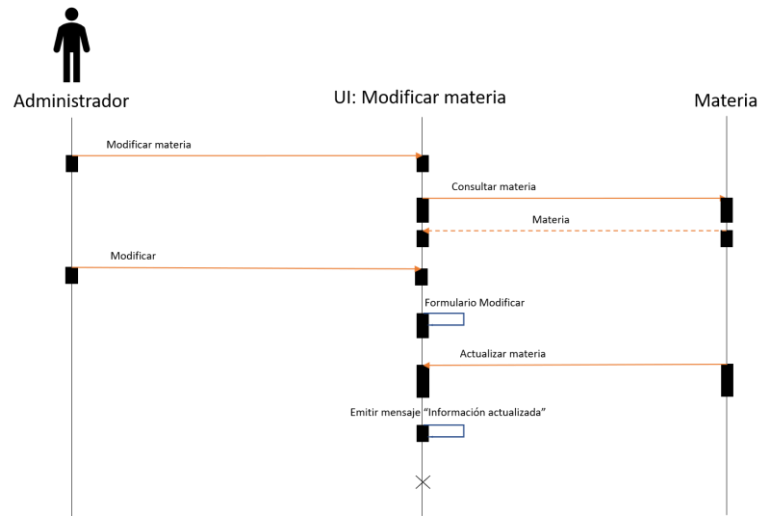 Administrador
UI: Modificar materia
Materia
Modificar materia
Consultar materia
Materia
Modificar
Formulario Modificar
Actualizar materia
Emitir mensaje “Información actualizada”